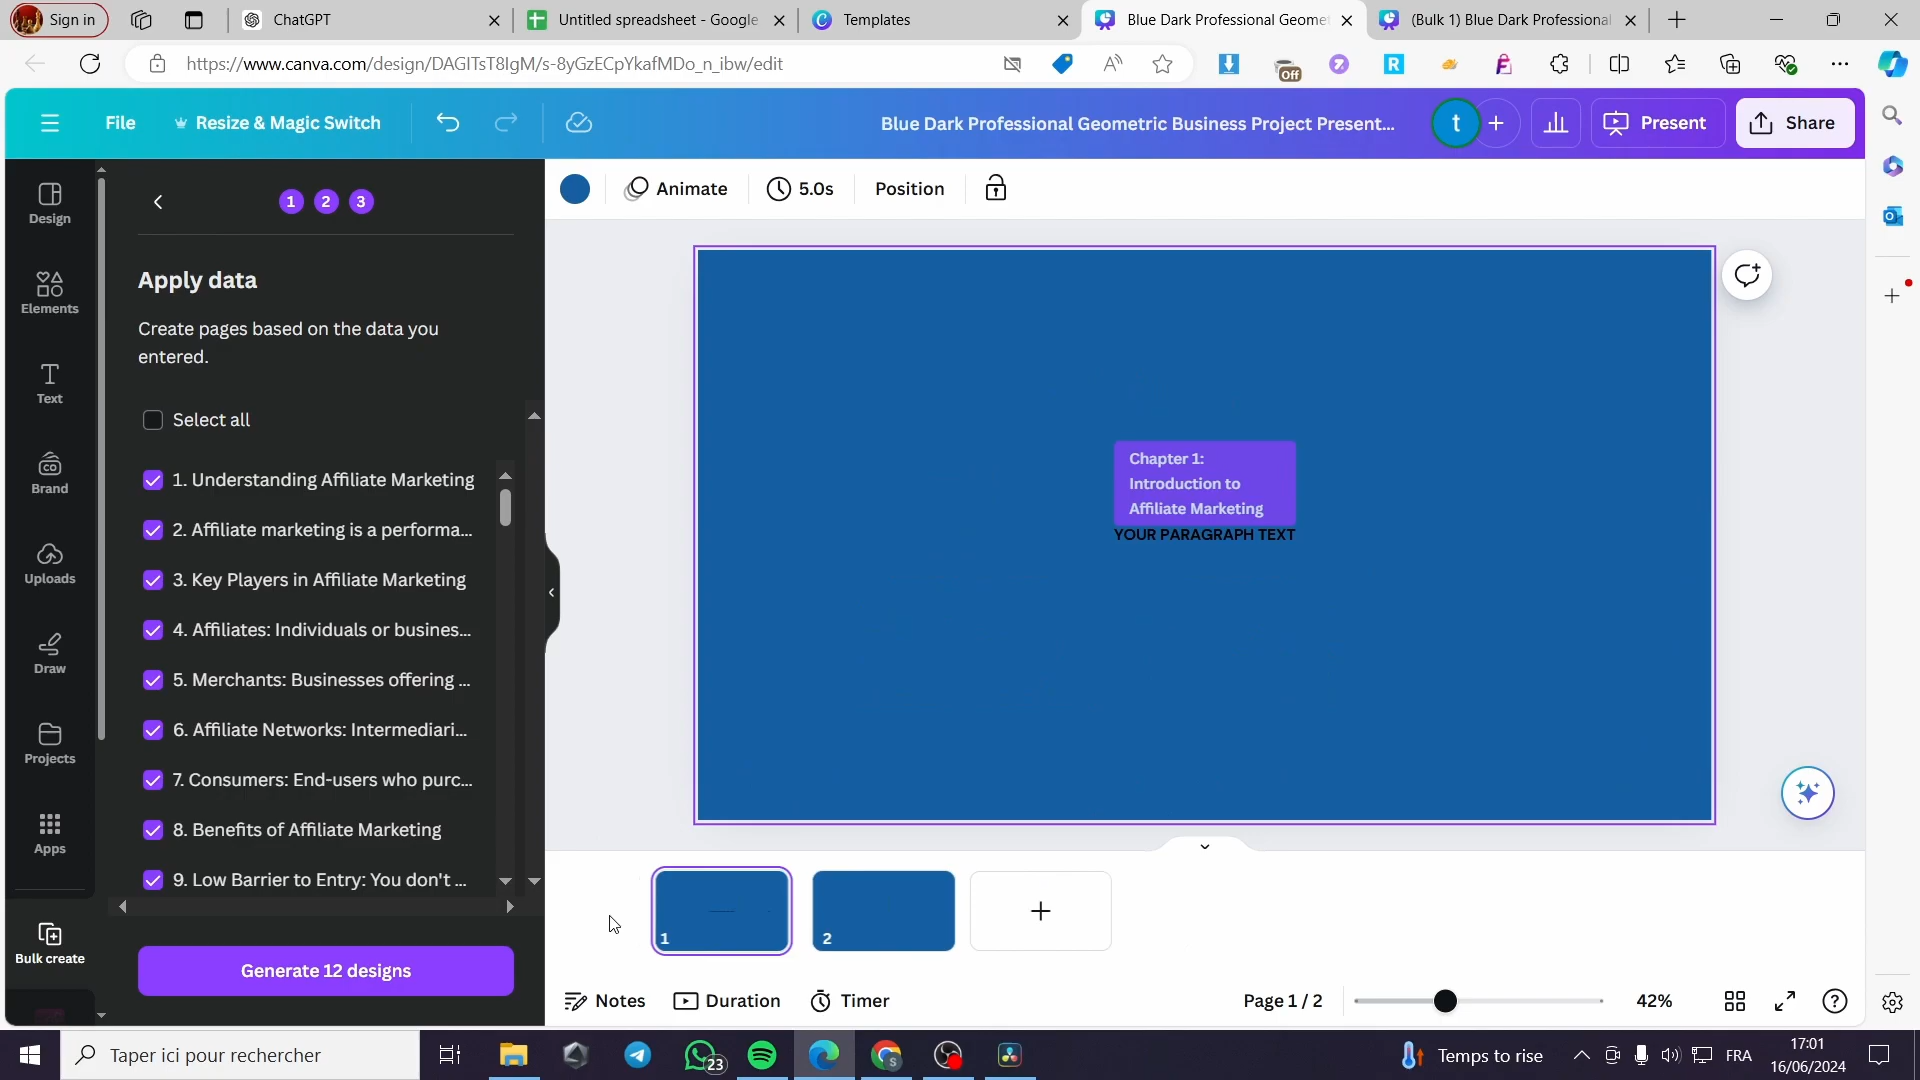 Sign in
ChatGPT
Untitled spreadsheet - Google
Templates
Blue Dark Professional Geomet
(Bulk 1) Blue Dark Professional
https://www.canva.com/design/DAGITsT8IgM/s-8yGzECpYkafMDo_n_ibw/edit
Off
File
Resize & Magic Switch
Blue Dark Professional Geometric Business Project Present...
t
Present
Share
Design
Elements
Text
Brand
Uploads
Draw
Projects
Apps
Bulk create
1 2 3
Apply data
Create pages based on the data you
entered.
Select all
1. Understanding Affiliate Marketing
2. Affiliate marketing is a performa...
3. Key Players in Affiliate Marketing
4. Affiliates: Individuals or busines...
5. Merchants: Businesses offering ...
6. Affiliate Networks: Intermediari...
7. Consumers: End-users who purc...
8. Benefits of Affiliate Marketing
9. Low Barrier to Entry: You don't ...
Generate 12 designs
Animate
5.0s
Position
Chapter 1:
Introduction to
Affiliate Marketing
YOUR PARAGRAPH TEXT
1
2
Notes
Duration
Timer
Page 1 / 2
42%
Taper ici pour rechercher
23
Temps to rise
FRA
17:01
16/06/2024